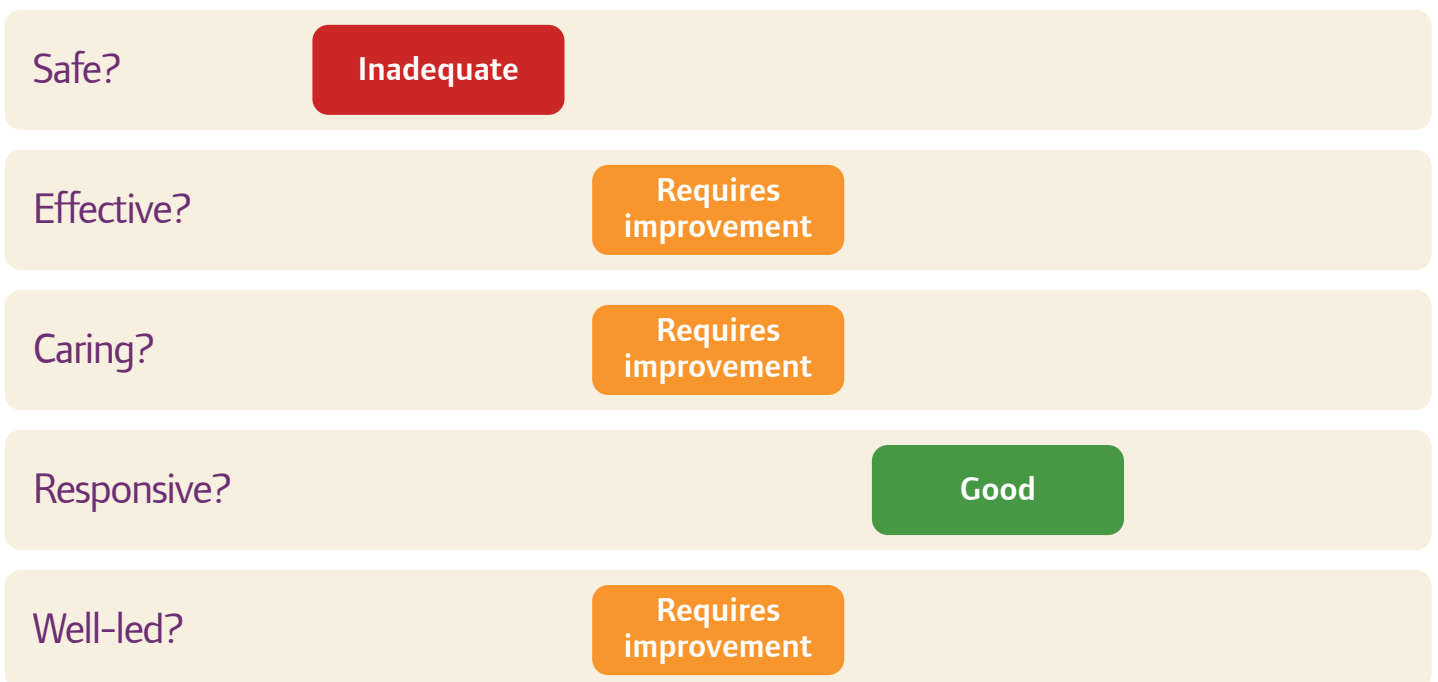 Safe?
Inadequate
Effective?
Requires
improvement
Caring?
Requires
improvement
Responsive?
Good
Well-led?
Requires
improvement